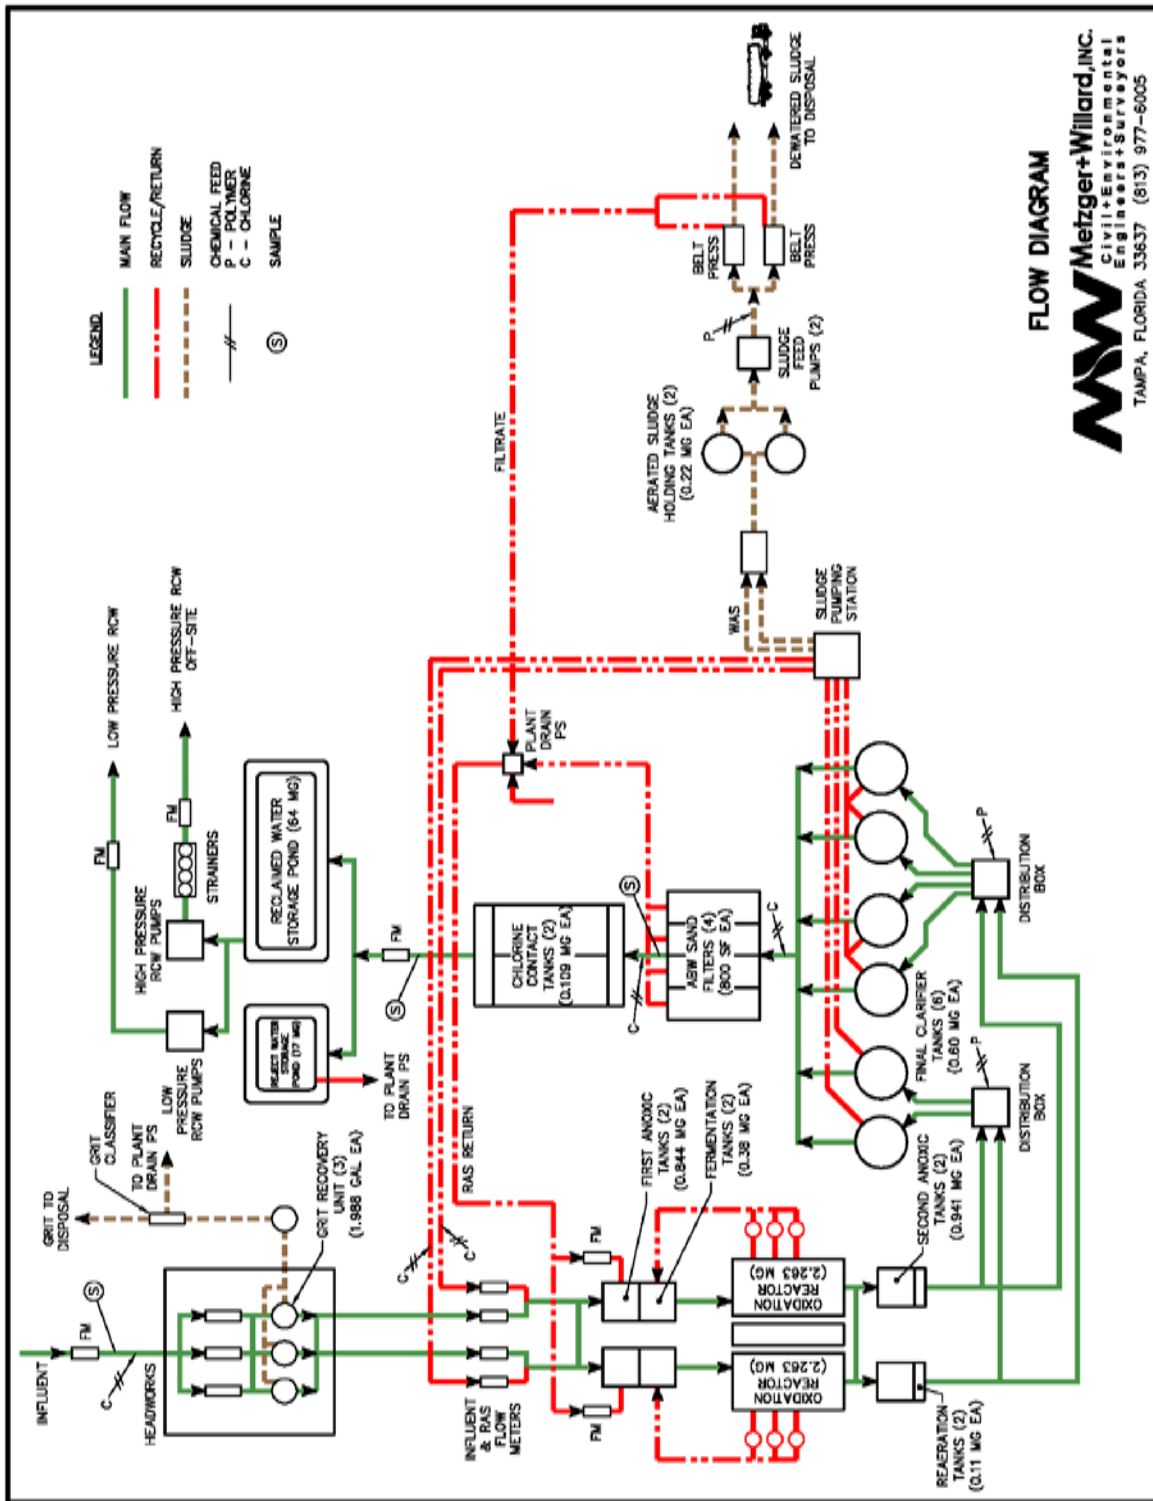 INFLUENT
FM
S
C
HEADWORKS
GRIT TO
DISPOSAL
GRIT
CLASSIFIER
TO PLANT
DRAIN PS
GRIT RECOVERY
UNIT (3)
(1.988 GAL EA)
INFLUENT
& RAS
FLOW
METERS
C
C
RAS RETURN
FM
FM
FIRST ANOXIC
TANKS (2)
(0.844 MG EA)
FERMENTATION
TANKS (2)
(0.38 MG EA)
OXIDATION
REACTOR
(2.263 MG)
OXIDATION
REACTOR
(2.263 MG)
SECOND ANOXIC
TANKS (2)
(0.941 MG EA)
REAERATION
TANKS (2)
(0.11 MG EA)
LOW PRESSURE RCW
HIGH PRESSURE RCW
OFF-SITE
FM
FM
STRAINERS
HIGH PRESSURE
RCW PUMPS
LOW
PRESSURE
RCW PUMPS
RECLAIMED WATER
STORAGE POND (64 MG)
REJECT WATER
STORAGE
POND (17 MG)
TO PLANT
DRAIN PS
FM
S
CHLORINE
CONTACT
TANKS (2)
(0.109 MG EA)
C
S
ABW SAND
FILTERS (4)
(800 SF EA)
C
PLANT
DRAIN
PS
FILTRATE
FINAL CLARIFIER
TANKS (6)
(0.60 MG EA)
P
DISTRIBUTION
BOX
P
DISTRIBUTION
BOX
SLUDGE
PUMPING
STATION
WAS
AERATED SLUDGE
HOLDING TANKS (2)
(0.22 MG EA)
SLUDGE
FEED
PUMPS (2)
P
BELT
PRESS
BELT
PRESS
DEWATERED SLUDGE
TO DISPOSAL
LEGEND
MAIN FLOW
RECYCLE/RETURN
SLUDGE
CHEMICAL FEED
P - POLYMER
C - CHLORINE
S
SAMPLE
FLOW DIAGRAM
MW Metzger+Willard,INC.
Civil+Environmental
Engineers+Surveyors
TAMPA, FLORIDA 33637 (813) 977-6005